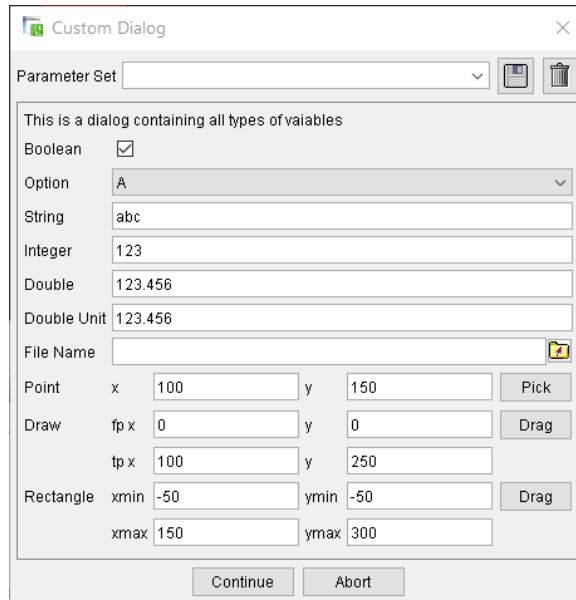 Custom Dialog
Parameter Set
This is a dialog containing all types of vaiables
Boolean
Option A
String abc
Integer 123
Double 123.456
Double Unit 123.456
File Name
Point x 100 y 150 Pick
Draw fp x 0 y 0 Drag
tp x 100 y 250
Rectangle xmin -50 ymin -50 Drag
xmax 150 ymax 300
Continue Abort